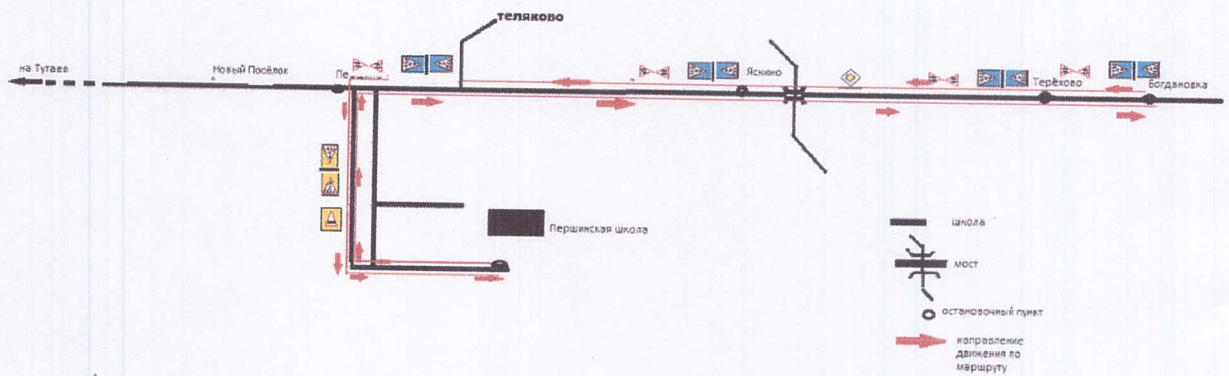 теляково
на Тутаев
Новый Посёлок
Яскино
Терёхово
Богдановка
Першинская школа
школа
мост
остановочный пункт
направление
движения по
маршруту